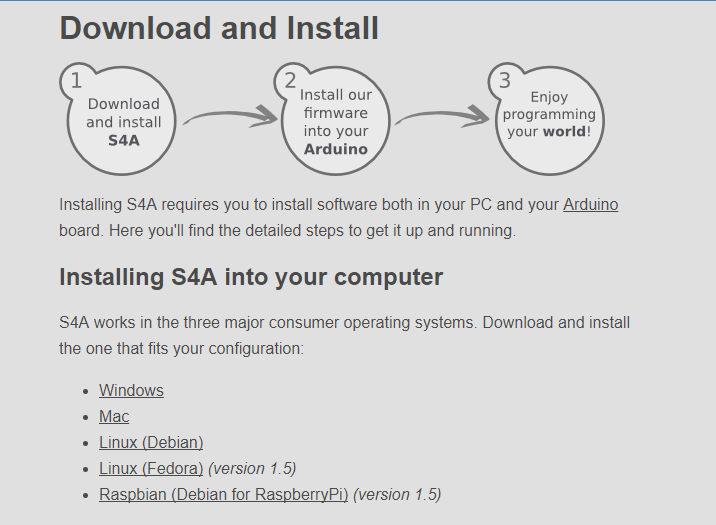 Download and Install
1
Download
and install
S4A
2
Install our
firmware
into your
Arduino
3
Enjoy
programming
your world!
Installing S4A requires you to install software both in your PC and your Arduino
board. Here you'll find the detailed steps to get it up and running.
Installing S4A into your computer
S4A works in the three major consumer operating systems. Download and install
the one that fits your configuration:
• Windows
• Mac
• Linux (Debian)
• Linux (Fedora) (version 1.5)
• Raspbian (Debian for RaspberryPi) (version 1.5)